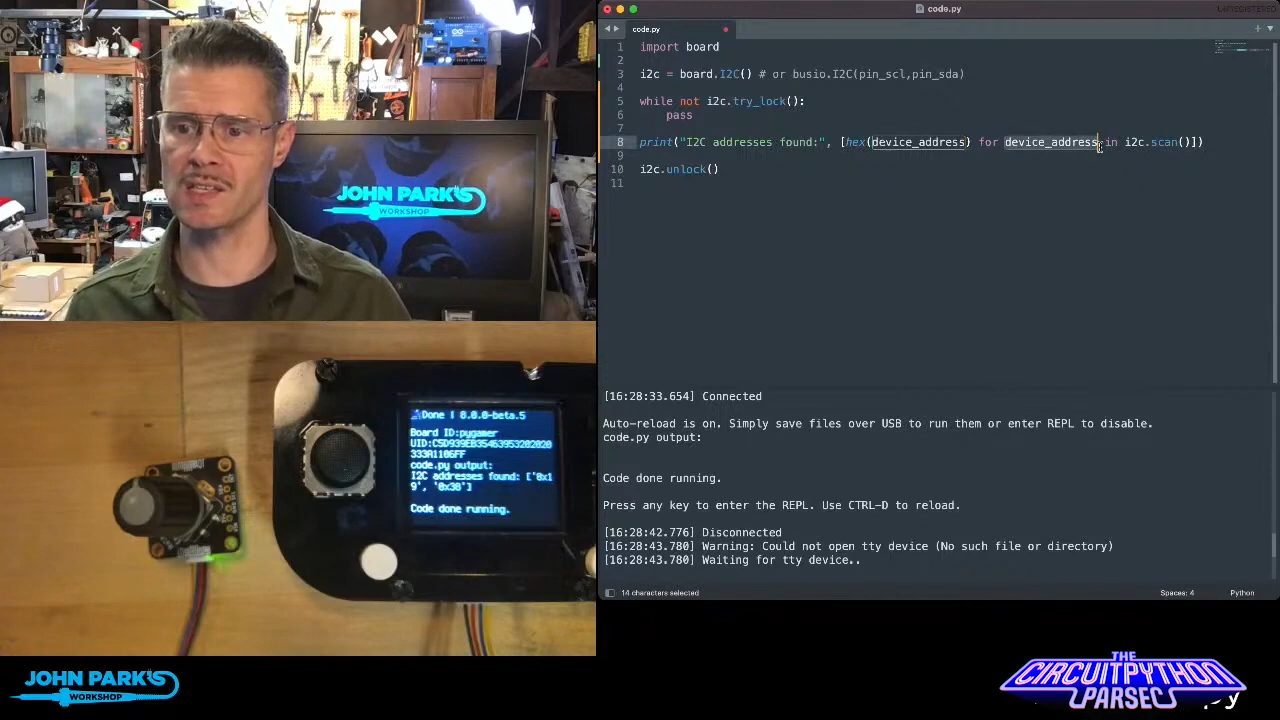 JOHN PARK'S
WORKSHOP
code.py
code.py
1 import board
2
3 i2c = board.I2C() # or busio.I2C(pin_scl,pin_sda)
4
5 while not i2c.try_lock():
6 pass
7
8 print("I2C addresses found:", [hex(device_address) for device_address in i2c.scan()])
9
10 i2c.unlock()
11
[16:28:33.654] Connected
Auto-reload is on. Simply save files over USB to run them or enter REPL to disable.
code.py output:
Code done running.
Press any key to enter the REPL. Use CTRL-D to reload.
[16:28:42.776] Disconnected
[16:28:43.780] Warning: Could not open tty device (No such file or directory)
[16:28:43.780] Waiting for tty device..
14 characters selected
Spaces: 4
Python
Done | 8.0.0-beta.5
Board ID:pygamer
UID:C5D939EB35463953202020
333A1106FF
code.py output:
I2C addresses found: ['0x1
9', '0x38']
Code done running.
JOHN PARK'S
WORKSHOP
THE
CIRCUITPYTHON
PARSEC